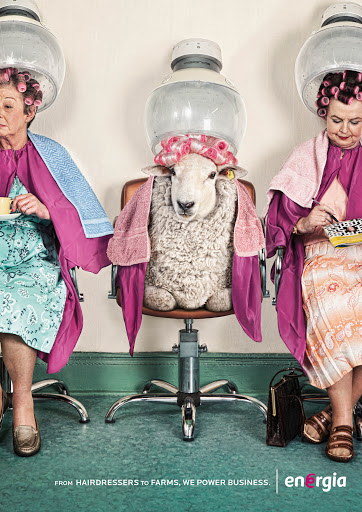 FROM HAIRDRESSERS TO FARMS, WE POWER BUSINESS. | energia